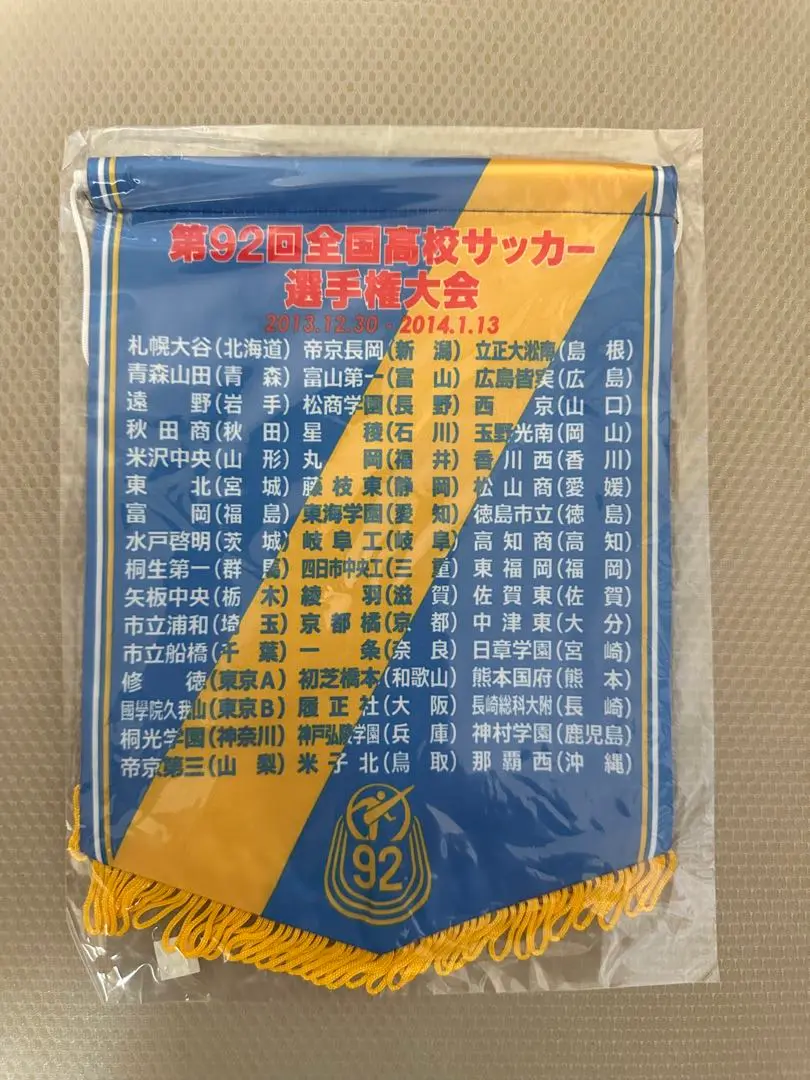 第92回全国高校サッカー
選手権大会
2013.12.30 - 2014.1.13
札幌大谷(北海道) 帝京長岡(新潟) 立正大淞南(島根)
青森山田(青森) 富山第一(富山) 広島皆実(広島)
遠野(岩手) 松商学園(長野) 西京(山口)
秋田商(秋田) 星稜(石川) 玉野光南(岡山)
米沢中央(山形) 丸岡(福井) 香川西(香川)
東北(宮城) 藤枝東(静岡) 松山商(愛媛)
富岡(福島) 東海学園(愛知) 徳島市立(徳島)
水戸啓明(茨城) 岐阜工(岐阜) 高知商(高知)
桐生第一(群馬) 四日市中央工(三重) 東福岡(福岡)
矢板中央(栃木) 綾羽(滋賀) 佐賀東(佐賀)
市立浦和(埼玉) 京都橘(京都) 中津東(大分)
市立船橋(千葉) 一条(奈良) 日章学園(宮崎)
修徳(東京A) 初芝橋本(和歌山) 熊本国府(熊本)
國學院久我山(東京B) 履正社(大阪) 長崎総科大附(長崎)
桐光学園(神奈川) 神戸弘陵学園(兵庫) 神村学園(鹿児島)
帝京第三(山梨) 米子北(鳥取) 那覇西(沖縄)
92